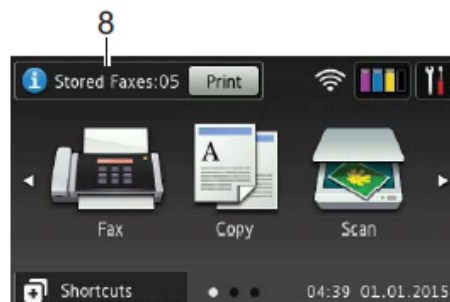 8
Stored Faxes:05 Print
A
Fax Copy Scan
Shortcuts 04:39 01.01.2015